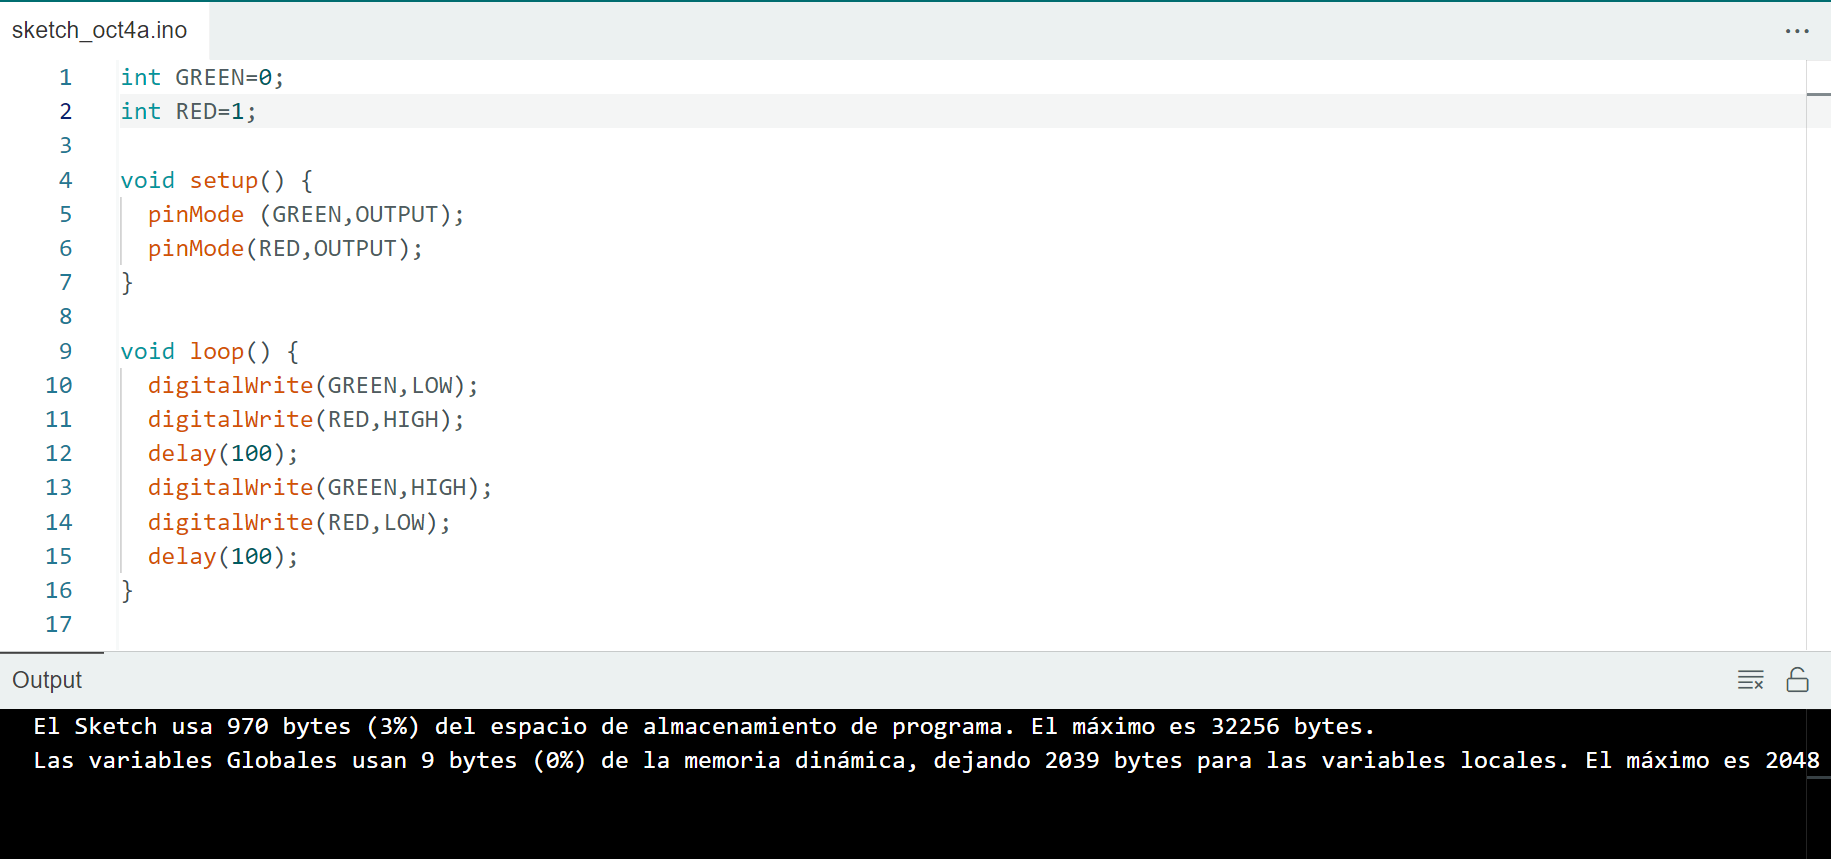 sketch_oct4a.ino
...
1 int GREEN=0;
2 int RED=1;
3
4 void setup() {
5   pinMode (GREEN,OUTPUT);
6   pinMode(RED,OUTPUT);
7 }
8
9 void loop() {
10   digitalWrite(GREEN,LOW);
11   digitalWrite(RED,HIGH);
12   delay(100);
13   digitalWrite(GREEN,HIGH);
14   digitalWrite(RED,LOW);
15   delay(100);
16 }
17
Output
El Sketch usa 970 bytes (3%) del espacio de almacenamiento de programa. El máximo es 32256 bytes.
Las variables Globales usan 9 bytes (0%) de la memoria dinámica, dejando 2039 bytes para las variables locales. El máximo es 2048